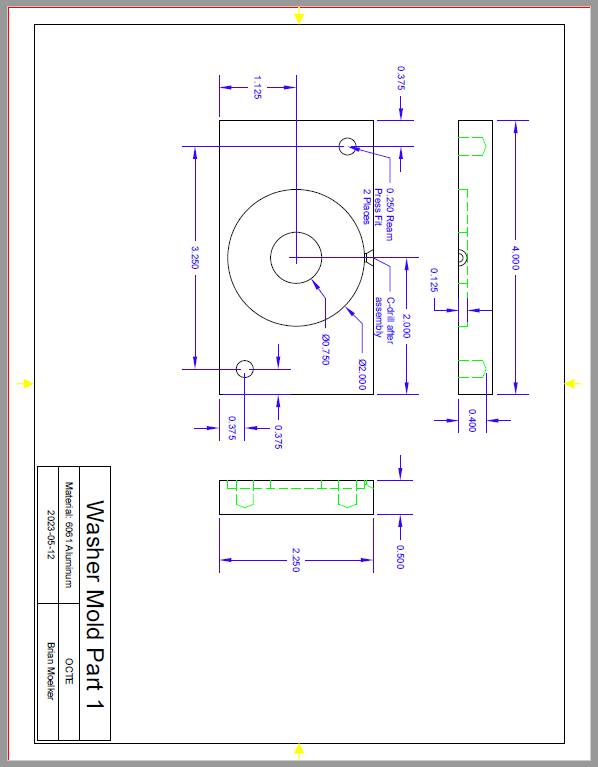 0.375
1.125
4.000
0.250 Ream
Press Fit
2 Places
3.250
0.125
2.000
C-drill after
assembly
Ø0.750
Ø2.000
0.375
0.375
0.400
0.500
2.250
Washer Mold Part 1
Material: 6061 Aluminum
OCTE
2023-05-12
Brian Moelker